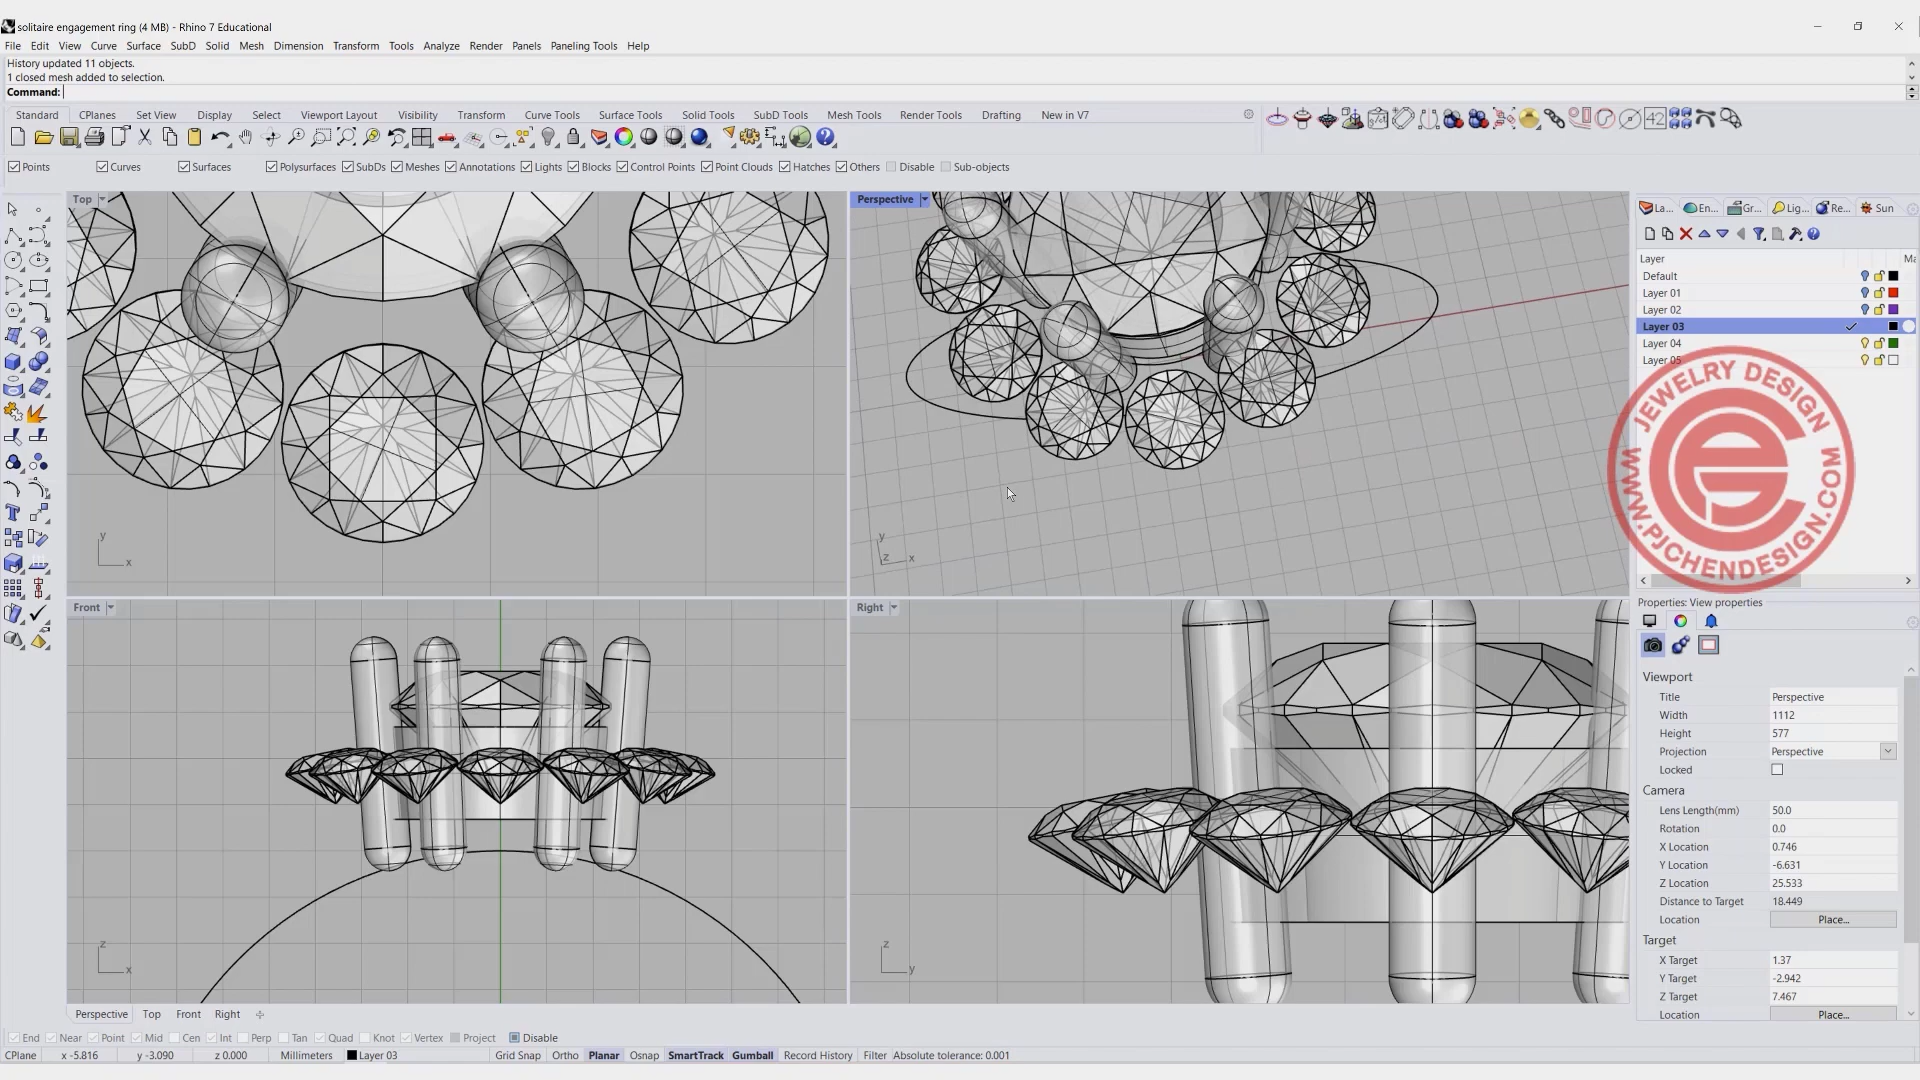 solitaire engagement ring (4 MB) - Rhino 7 Educational
File Edit View Curve Surface SubD Solid Mesh Dimension Transform Tools Analyze Render Panels Paneling Tools Help
History updated 11 objects.
1 closed mesh added to selection.
Command:
Standard CPlanes Set View Display Select Viewport Layout Visibility Transform Curve Tools Surface Tools Solid Tools SubD Tools Mesh Tools Render Tools Drafting New in V7
Points Curves Surfaces Polysurfaces SubDs Meshes Annotations Lights Blocks Control Points Point Clouds Hatches Others Disable Sub-objects
Top
Perspective
La... En... Gr... Lig... Re... Sun
Layer Ma
Default
Layer 01
Layer 02
Layer 03
Layer 04
Layer 05
JEWELRY DESIGN
WWW.PJCHENDESIGN.COM
y
x
y
z x
Front
Right
z
x
z
y
Properties: View properties
Viewport
Title Perspective
Width 1112
Height 577
Projection Perspective
Locked
Camera
Lens Length(mm) 50.0
Rotation 0.0
X Location 0.746
Y Location -6.631
Z Location 25.533
Distance to Target 18.449
Location Place...
Target
X Target 1.37
Y Target -2.942
Z Target 7.467
Location Place...
Perspective Top Front Right
End Near Point Mid Cen Int Perp Tan Quad Knot Vertex Project Disable
CPlane x -5.816 y -3.090 z 0.000 Millimeters Layer 03 Grid Snap Ortho Planar Osnap SmartTrack Gumball Record History Filter Absolute tolerance: 0.001